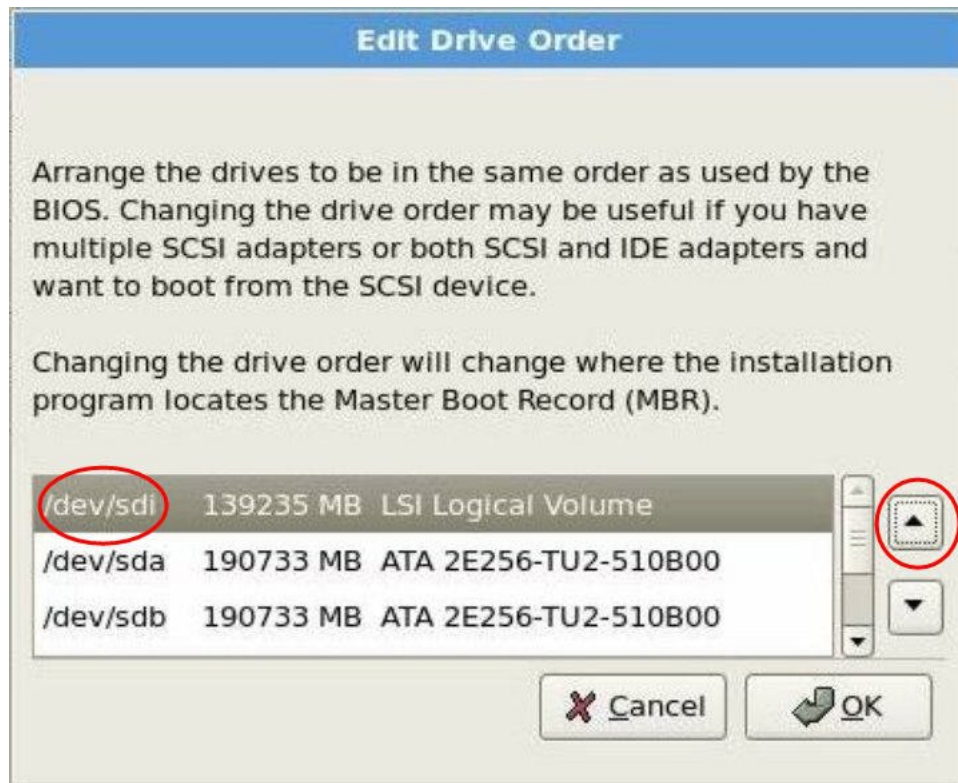 Edit Drive Order
Arrange the drives to be in the same order as used by the
BIOS. Changing the drive order may be useful if you have
multiple SCSI adapters or both SCSI and IDE adapters and
want to boot from the SCSI device.
Changing the drive order will change where the installation
program locates the Master Boot Record (MBR).
/dev/sdi 139235 MB LSI Logical Volume
/dev/sda 190733 MB ATA 2E256-TU2-510B00
/dev/sdb 190733 MB ATA 2E256-TU2-510B00
Cancel OK